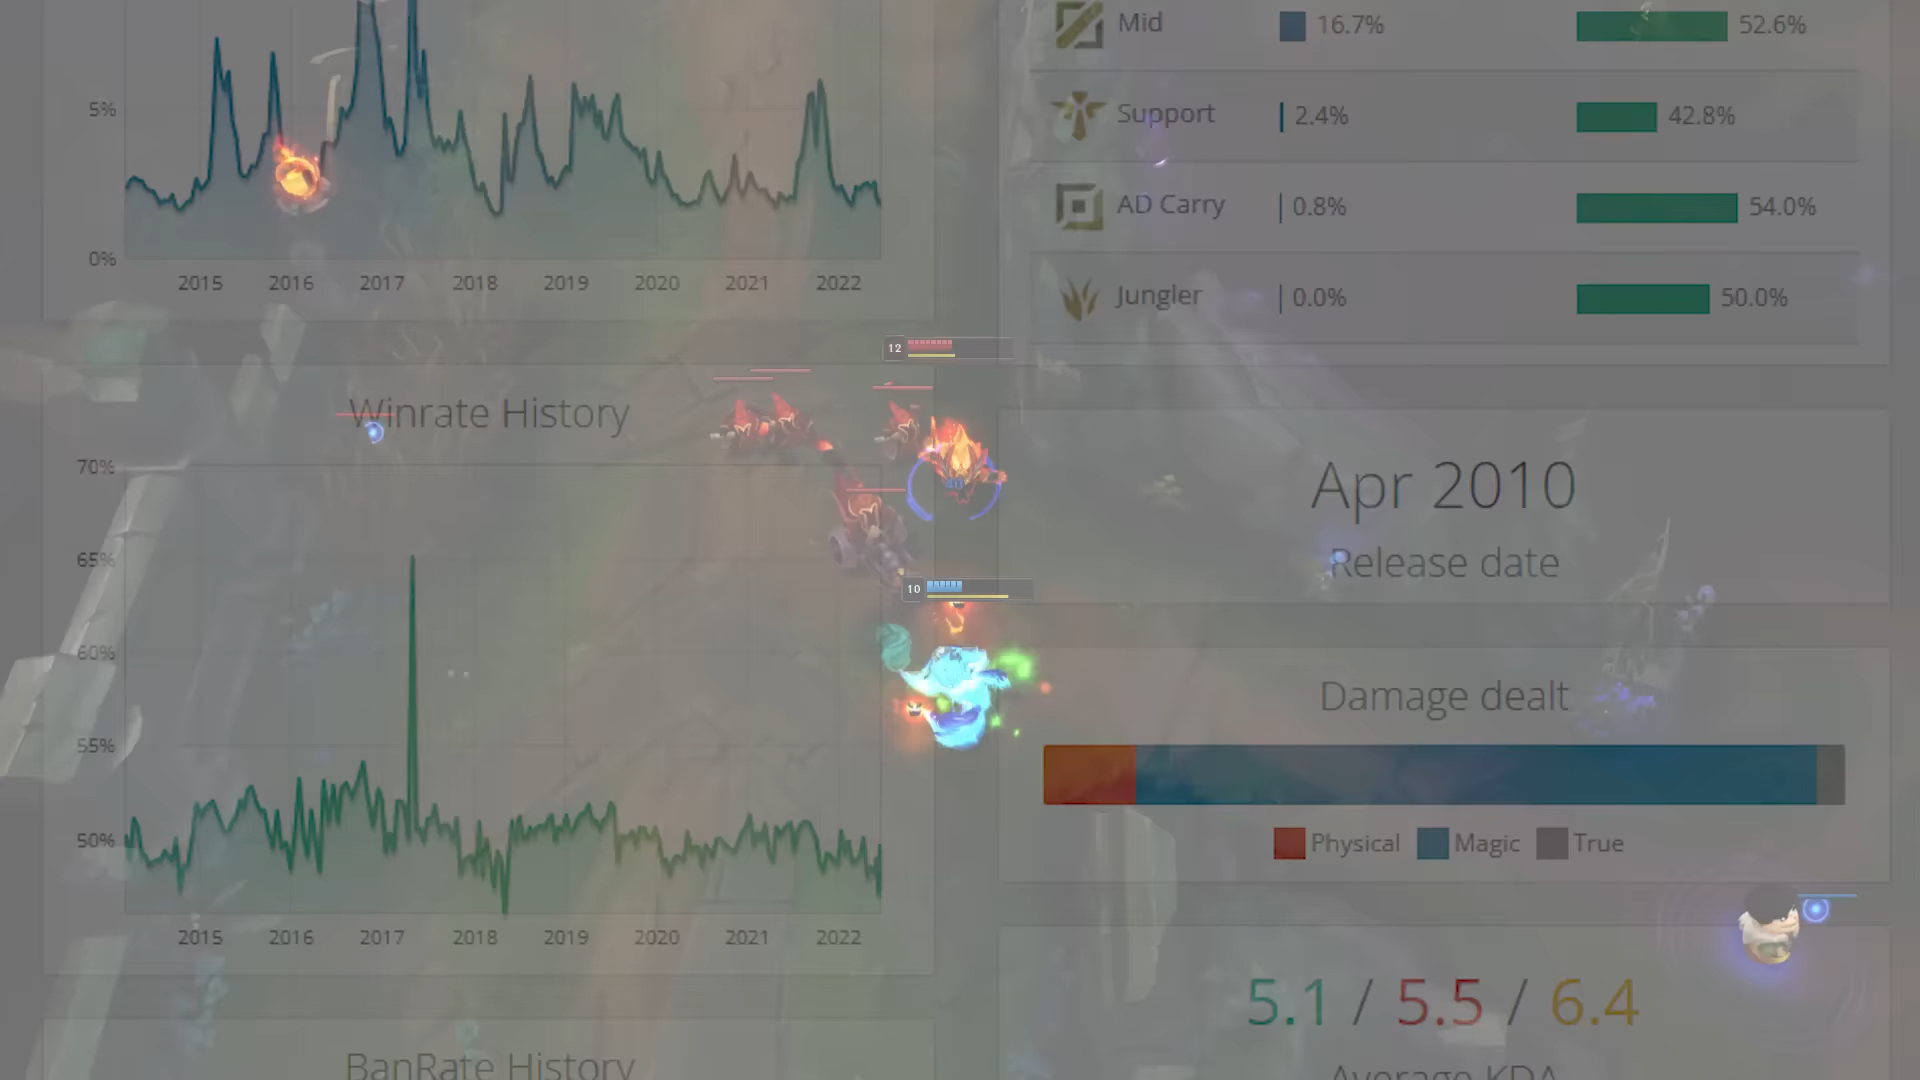 5%
0%
2015 2016 2017 2018 2019 2020 2021 2022
Mid 16.7% 52.6%
Support 2.4% 42.8%
AD Carry 0.8% 54.0%
Jungler 0.0% 50.0%
12
Winrate History
70%
65%
60%
55%
50%
2015 2016 2017 2018 2019 2020 2021 2022
40
10
Apr 2010
Release date
Damage dealt
Physical Magic True
5.1 / 5.5 / 6.4
Average KDA
BanRate History